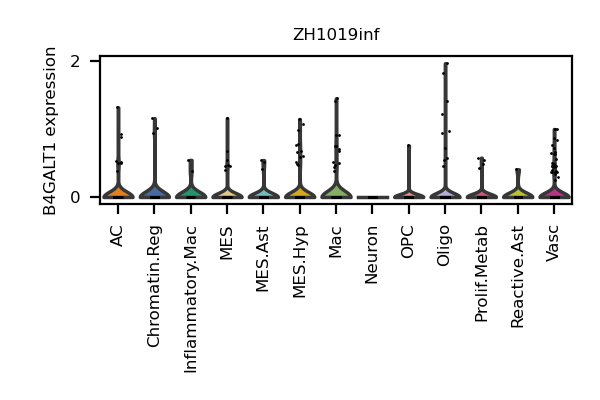 ZH1019inf
B4GALT1 expression
2
0
AC
Chromatin.Reg
Inflammatory.Mac
MES
MES.Ast
MES.Hyp
Mac
Neuron
OPC
Oligo
Prolif.Metab
Reactive.Ast
Vasc